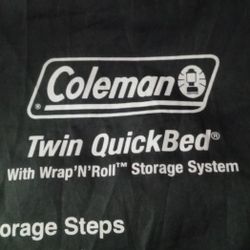 Coleman®
Twin QuickBed®
With Wrap'N'Roll™ Storage System
orage Steps